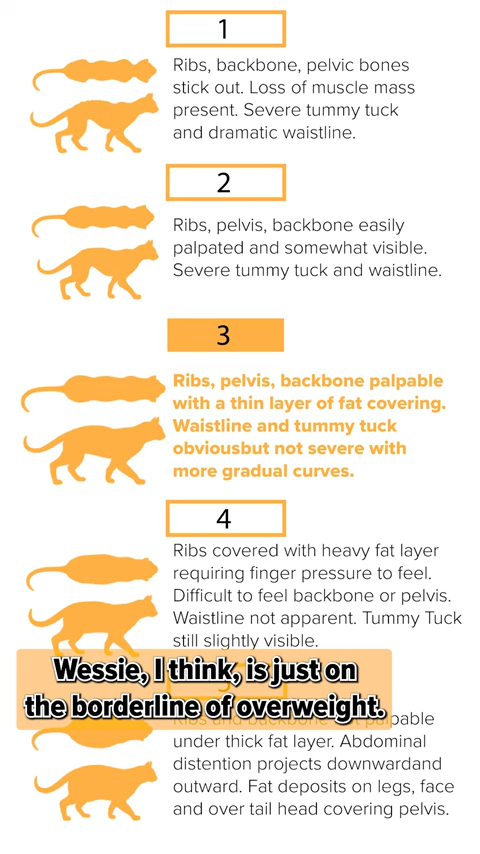 1
Ribs, backbone, pelvic bones
stick out. Loss of muscle mass
present. Severe tummy tuck
and dramatic waistline.
2
Ribs, pelvis, backbone easily
palpated and somewhat visible.
Severe tummy tuck and waistline.
3
Ribs, pelvis, backbone palpable
with a thin layer of fat covering.
Waistline and tummy tuck
obviousbut not severe with
more gradual curves.
4
Ribs covered with heavy fat layer
requiring finger pressure to feel.
Difficult to feel backbone or pelvis.
Waistline not apparent. Tummy Tuck
still slightly visible.
Wessie, I think, is just on
the borderline of overweight.
5
Ribs and backbone not palpable
under thick fat layer. Abdominal
distention projects downwardand
outward. Fat deposits on legs, face
and over tail head covering pelvis.